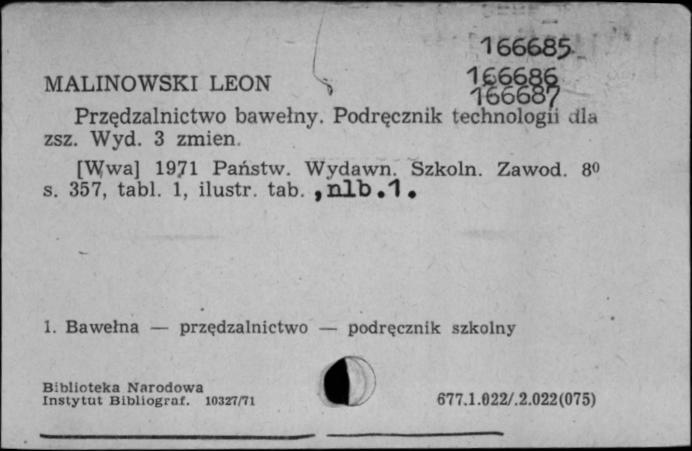 166685
166686
166687
MALINOWSKI LEON
Przędzalnictwo bawełny. Podręcznik technologii dla
zsz. Wyd. 3 zmien.
[Wwa] 1971 Państw. Wydawn. Szkoln. Zawod. 8⁰
s. 357, tabl. 1, ilustr. tab. , nlb.1.
1. Bawełna — przędzalnictwo — podręcznik szkolny
Biblioteka Narodowa
Instytut Bibliograf. 10327/71
677.1.022/.2.022(075)